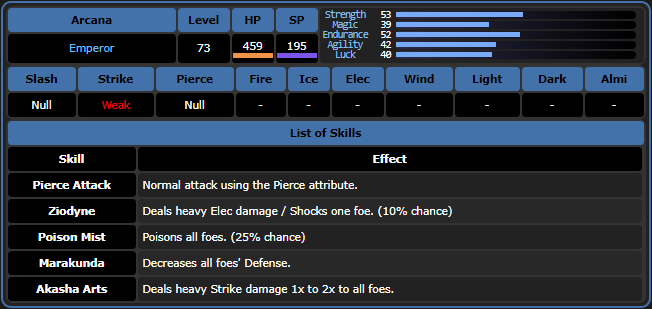 Arcana Level HP SP
Emperor 73 459 195
Strength 53
Magic 39
Endurance 52
Agility 42
Luck 40
Slash Strike Pierce Fire Ice Elec Wind Light Dark Almi
Null Weak Null - - - - - - -
List of Skills
Skill Effect
Pierce Attack Normal attack using the Pierce attribute.
Ziodyne Deals heavy Elec damage / Shocks one foe. (10% chance)
Poison Mist Poisons all foes. (25% chance)
Marakunda Decreases all foes' Defense.
Akasha Arts Deals heavy Strike damage 1x to 2x to all foes.